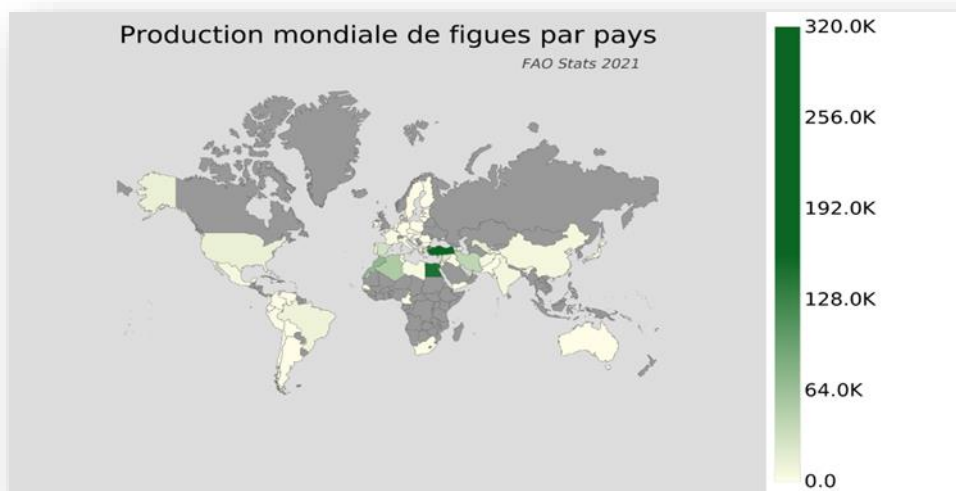 Production mondiale de figues par pays
FAO Stats 2021
320.0K
256.0K
192.0K
128.0K
64.0K
0.0